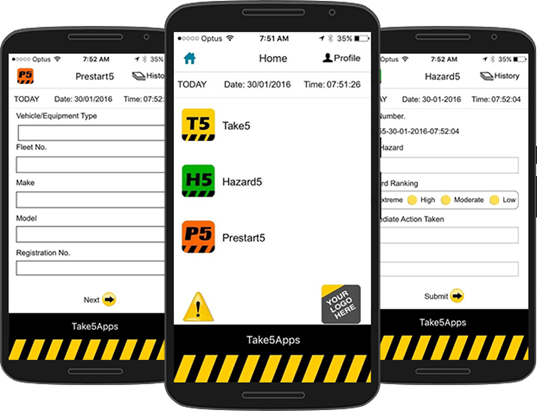 Optus 7:52 AM 35%
P5 Prestart5 Histor
TODAY Date: 30/01/2016 Time: 07:52:
Vehicle/Equipment Type
Fleet No.
Make
Model
Registration No.
Next
Take5Apps
Optus 7:51 AM 35%
Home Profile
TODAY Date: 30/01/2016 Time: 07:51:26
T5 Take5
H5 Hazard5
P5 Prestart5
YOUR
LOGO
HERE
Take5Apps
7:52 AM 35%
Hazard5 History
Date: 30-01-2016 Time: 07:52:04
Number.
55-30-01-2016-07:52:04
Hazard
rd Ranking
xtreme High Moderate Low
ediate Action Taken
Submit
Take5Apps